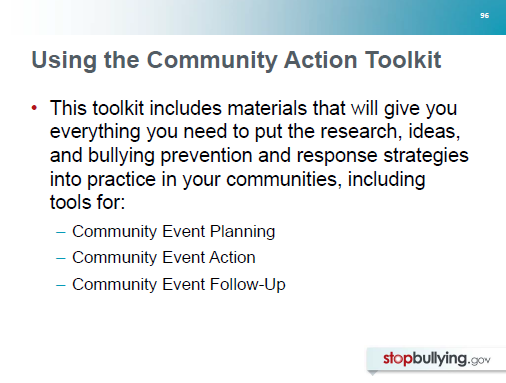 96
Using the Community Action Toolkit
• This toolkit includes materials that will give you
everything you need to put the research, ideas,
and bullying prevention and response strategies
into practice in your communities, including
tools for:
– Community Event Planning
– Community Event Action
– Community Event Follow-Up
stopbullying.gov